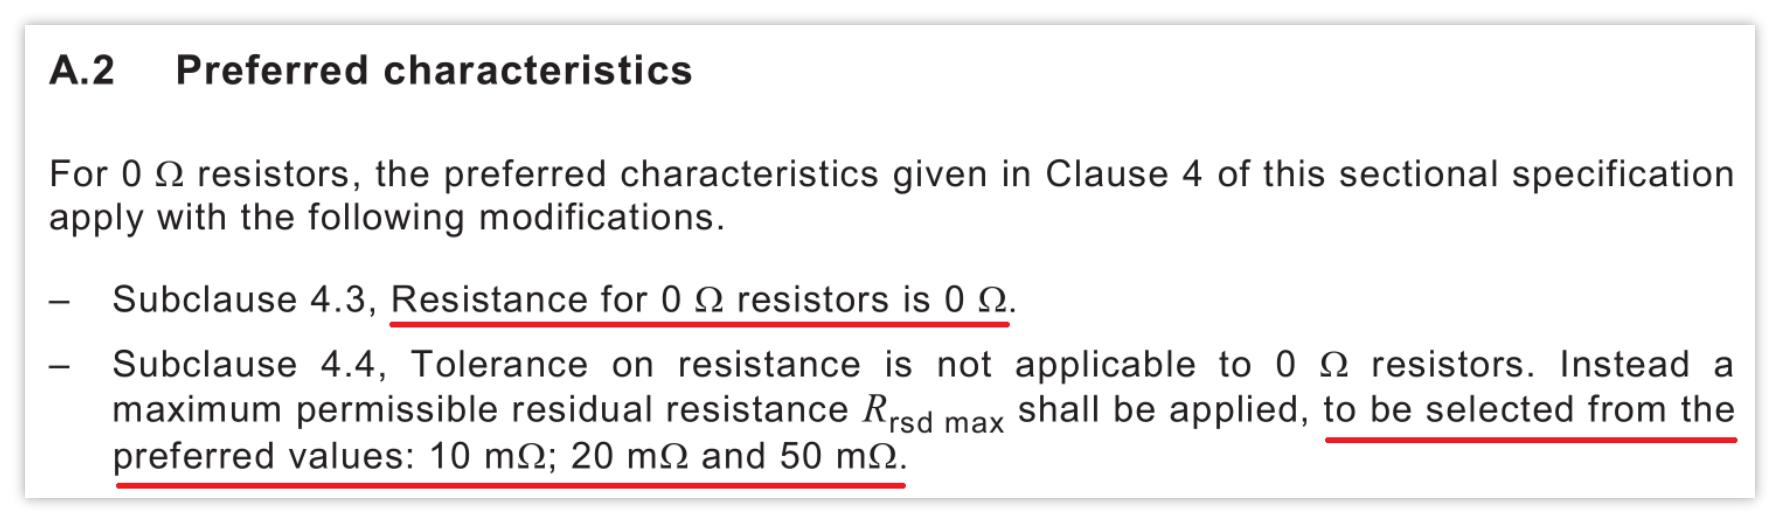 A.2 Preferred characteristics
For 0 Ω resistors, the preferred characteristics given in Clause 4 of this sectional specification
apply with the following modifications.
– Subclause 4.3, Resistance for 0 Ω resistors is 0 Ω.
– Subclause 4.4, Tolerance on resistance is not applicable to 0 Ω resistors. Instead a
maximum permissible residual resistance Rrsd max shall be applied, to be selected from the
preferred values: 10 mΩ; 20 mΩ and 50 mΩ.